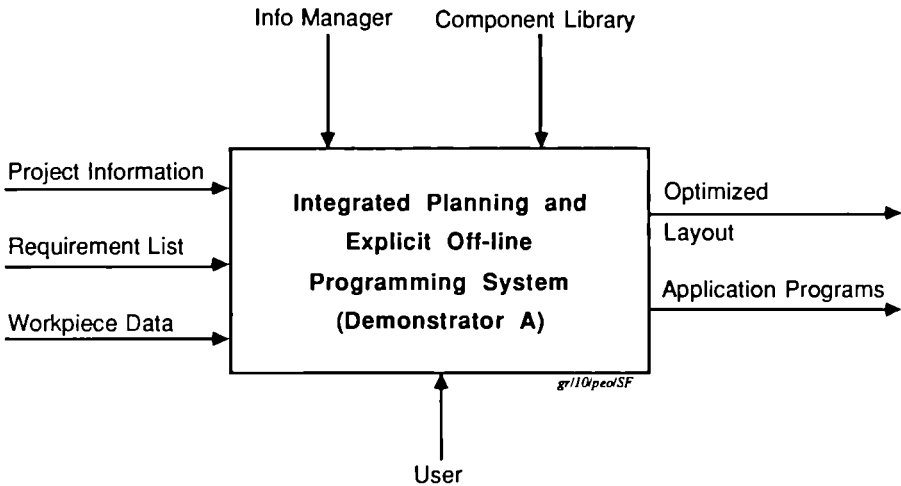 Info Manager
Component Library
Project Information
Requirement List
Workpiece Data
Integrated Planning and
Explicit Off-line
Programming System
(Demonstrator A)
Optimized
Layout
Application Programs
gr/10/peo/SF
User